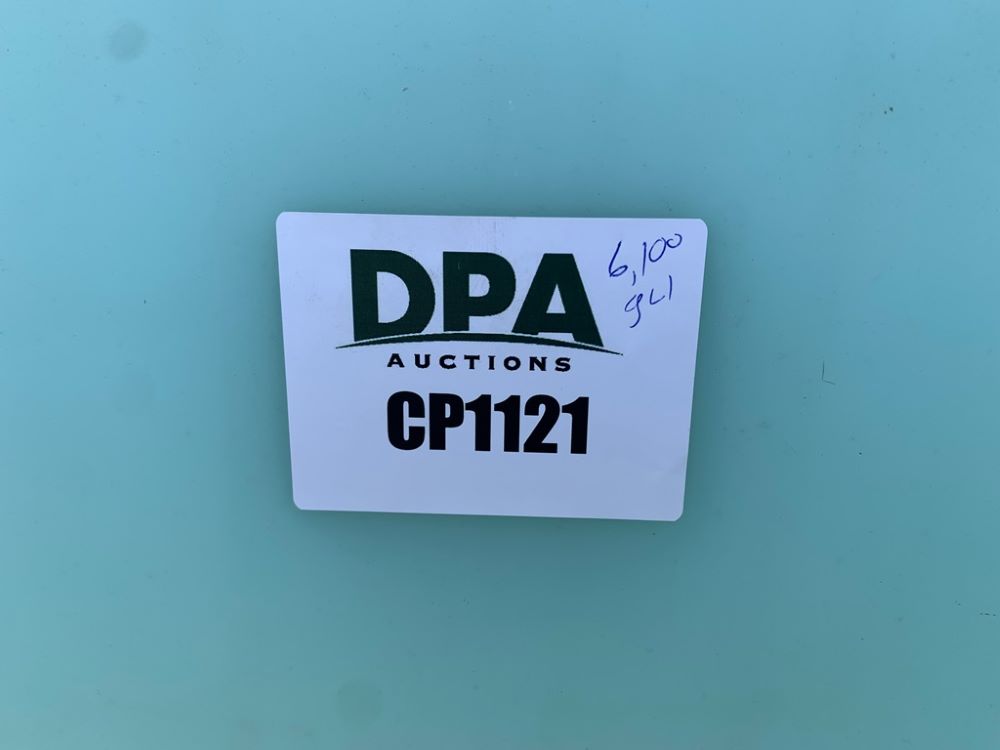 DPA
AUCTIONS
CP1121
6,100
gal